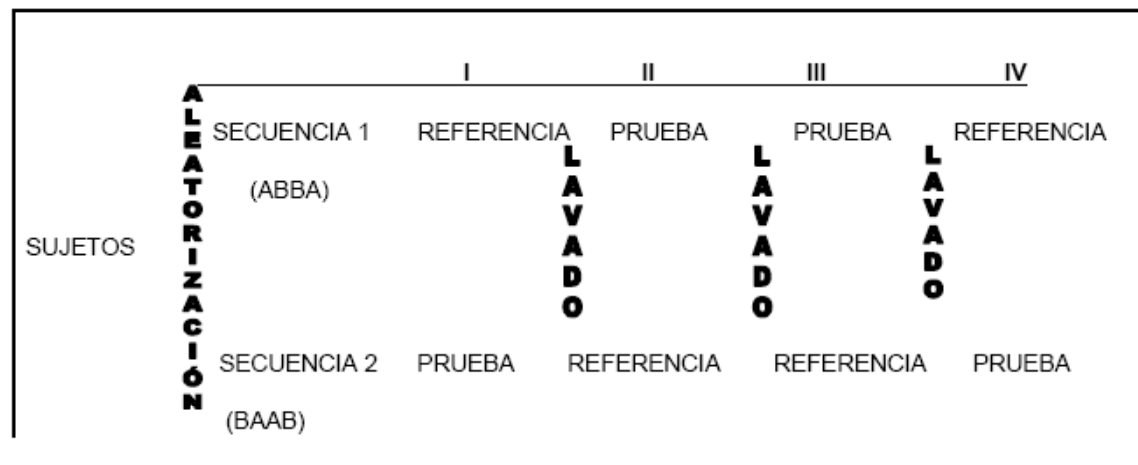 I II III IV
ALEATORIZACIÓN
SECUENCIA 1 REFERENCIA PRUEBA PRUEBA REFERENCIA
(ABBA)
LAVADO LAVADO LAVADO
SUJETOS
SECUENCIA 2 PRUEBA REFERENCIA REFERENCIA PRUEBA
(BAAB)